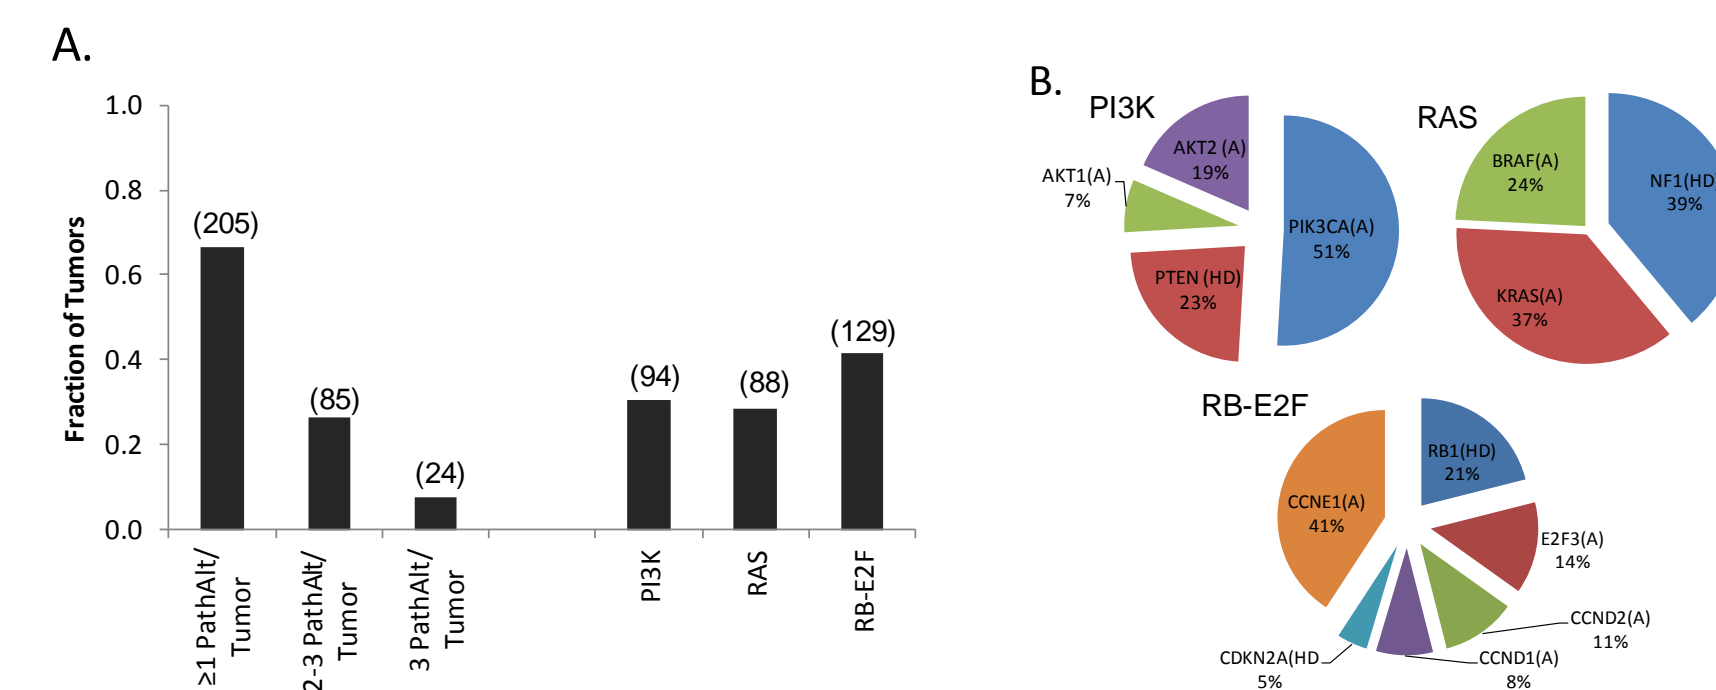 A.
1.0
0.8
0.6
0.4
0.2
0.0
Fraction of Tumors
(205)
(85)
(24)
(94)
(88)
(129)
≥1 PathAlt/
Tumor
2-3 PathAlt/
Tumor
3 PathAlt/
Tumor
PI3K
RAS
RB-E2F
B.
PI3K
AKT2 (A)
19%
AKT1(A)
7%
PIK3CA(A)
51%
PTEN (HD)
23%
RAS
BRAF(A)
24%
NF1(HD)
39%
KRAS(A)
37%
RB-E2F
RB1(HD)
21%
CCNE1(A)
41%
E2F3(A)
14%
CCND2(A)
11%
CCND1(A)
8%
CDKN2A(HD
5%